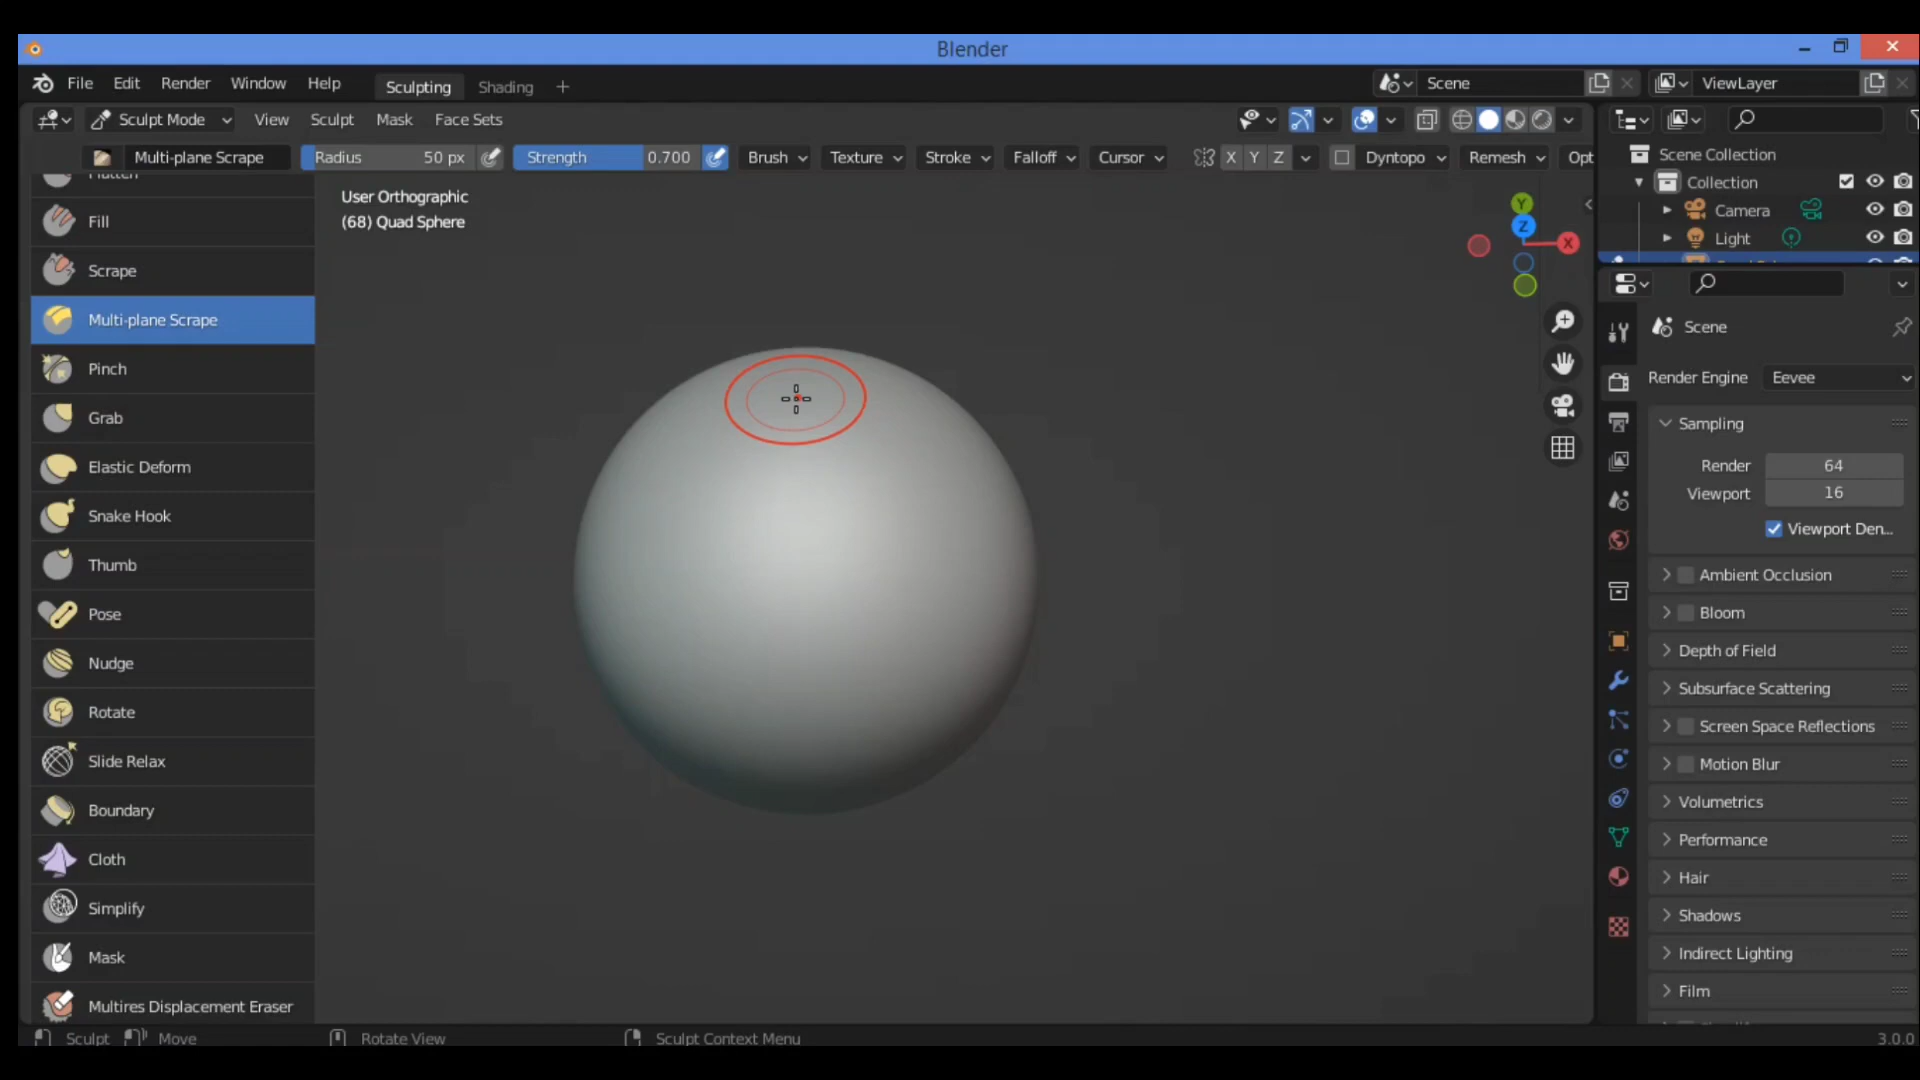 Blender
File Edit Render Window Help Sculpting Shading + Scene ViewLayer
Sculpt Mode View Sculpt Mask Face Sets
Multi-plane Scrape Radius 50 px Strength 0.700 Brush Texture Stroke Falloff Cursor X Y Z Dyntopo Remesh Opt
User Orthographic
(68) Quad Sphere
Y
Z
X
Flatten
Fill
Scrape
Multi-plane Scrape
Pinch
Grab
Elastic Deform
Snake Hook
Thumb
Pose
Nudge
Rotate
Slide Relax
Boundary
Cloth
Simplify
Mask
Multires Displacement Eraser
Scene Collection
Collection
Camera
Light
Scene
Render Engine Eevee
Sampling
Render 64
Viewport 16
Viewport Den...
Ambient Occlusion
Bloom
Depth of Field
Subsurface Scattering
Screen Space Reflections
Motion Blur
Volumetrics
Performance
Hair
Shadows
Indirect Lighting
Film
Sculpt Move Rotate View Sculpt Context Menu 3.0.0